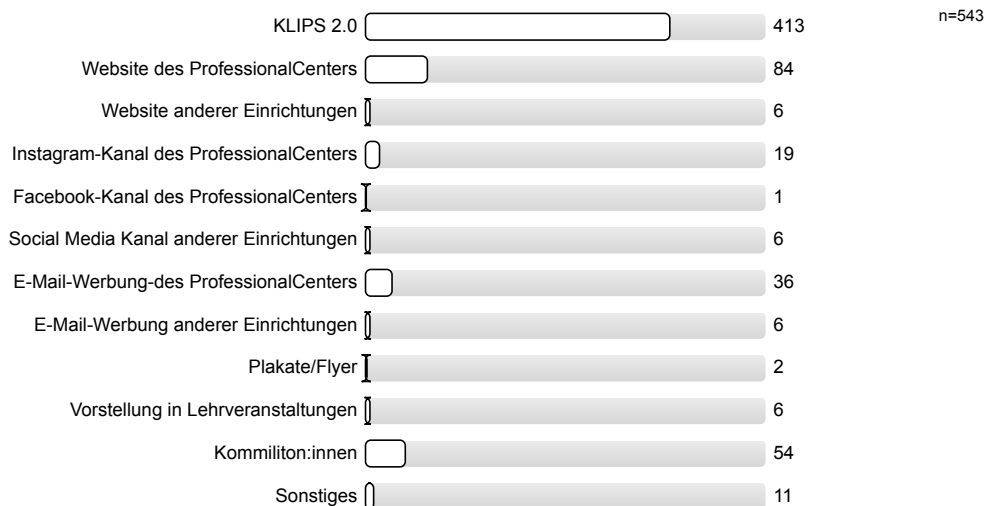 KLIPS 2.0 413 n=543
Website des ProfessionalCenters 84
Website anderer Einrichtungen 6
Instagram-Kanal des ProfessionalCenters 19
Facebook-Kanal des ProfessionalCenters 1
Social Media Kanal anderer Einrichtungen 6
E-Mail-Werbung-des ProfessionalCenters 36
E-Mail-Werbung anderer Einrichtungen 6
Plakate/Flyer 2
Vorstellung in Lehrveranstaltungen 6
Kommiliton:innen 54
Sonstiges 11